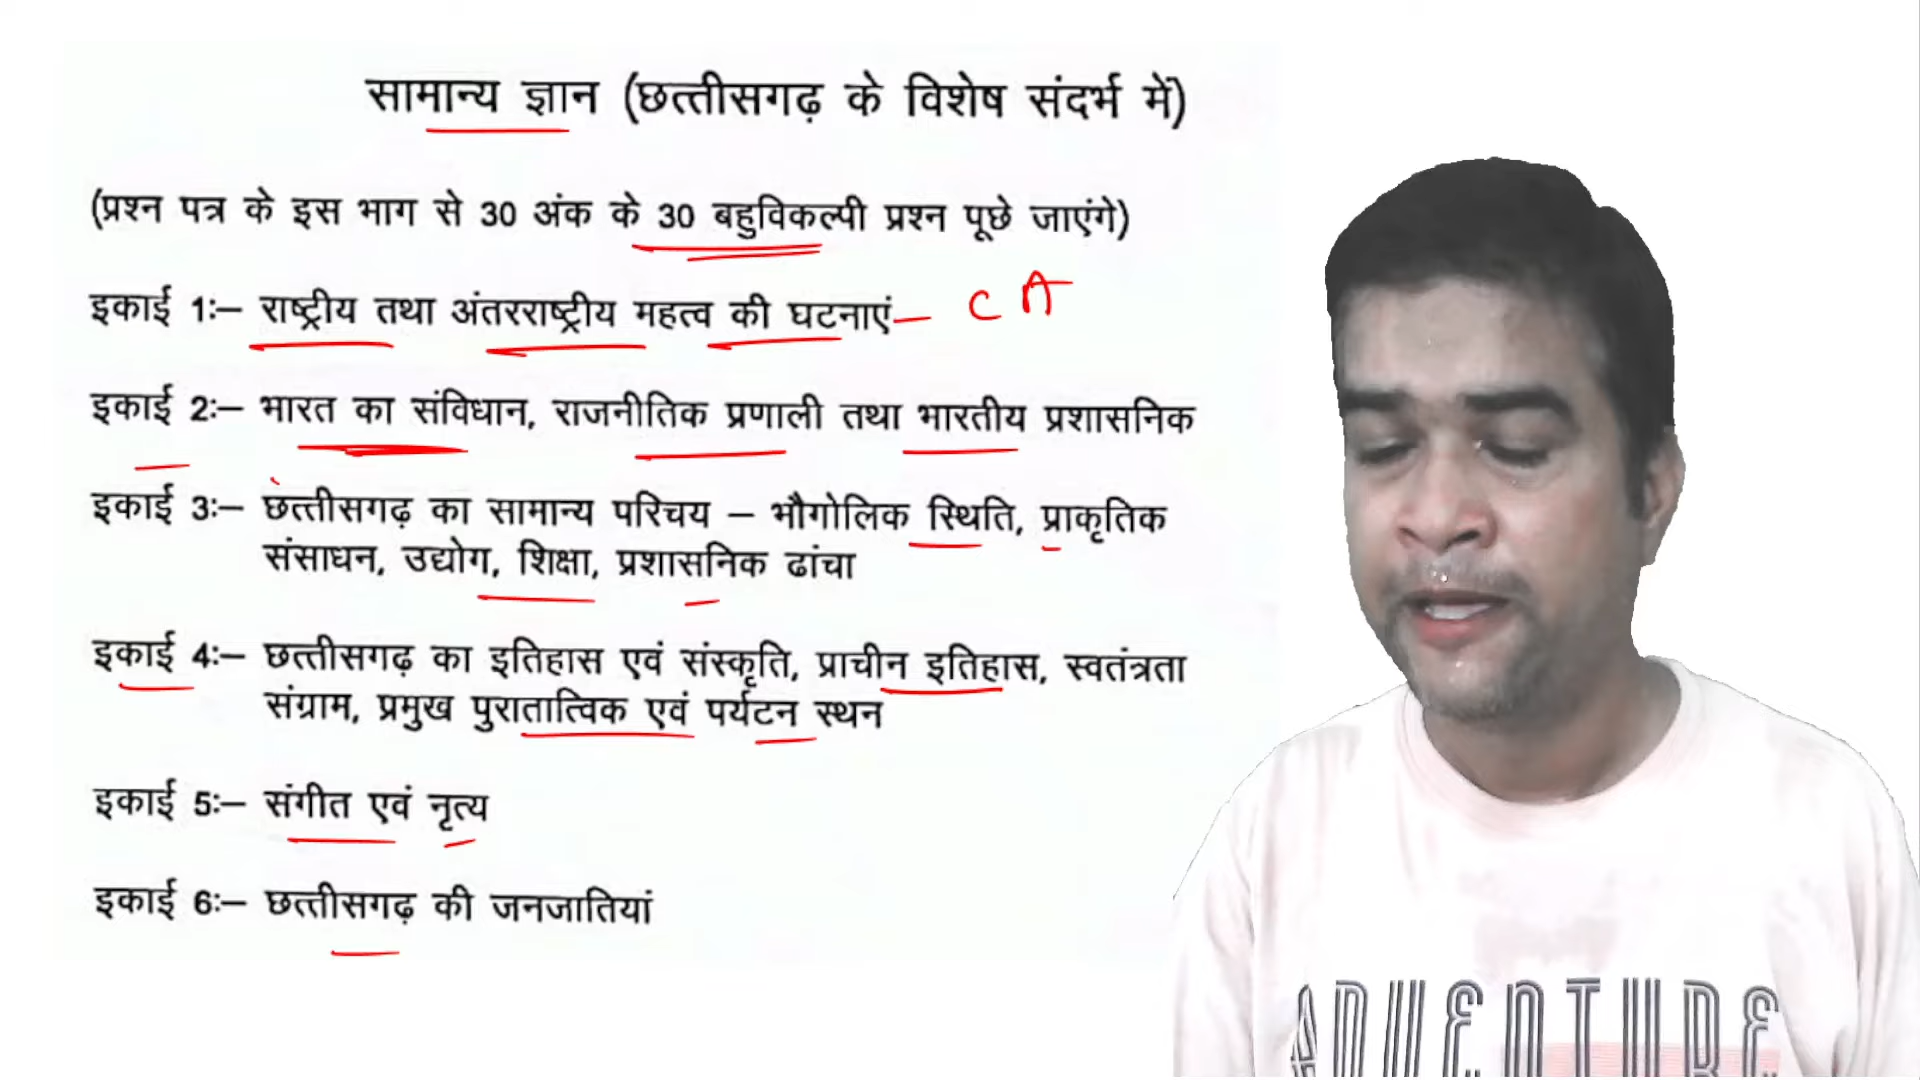 सामान्य ज्ञान (छत्तीसगढ़ के विशेष संदर्भ में)
(प्रश्न पत्र के इस भाग से 30 अंक के 30 बहुविकल्पी प्रश्न पूछे जाएंगे)
इकाई 1:– राष्ट्रीय तथा अंतरराष्ट्रीय महत्व की घटनाएं – C A
इकाई 2:– भारत का संविधान, राजनीतिक प्रणाली तथा भारतीय प्रशासनिक
इकाई 3:– छत्तीसगढ़ का सामान्य परिचय – भौगोलिक स्थिति, प्राकृतिक
संसाधन, उद्योग, शिक्षा, प्रशासनिक ढांचा
इकाई 4:– छत्तीसगढ़ का इतिहास एवं संस्कृति, प्राचीन इतिहास, स्वतंत्रता
संग्राम, प्रमुख पुरातात्विक एवं पर्यटन स्थन
इकाई 5:– संगीत एवं नृत्य
इकाई 6:– छत्तीसगढ़ की जनजातियां
ADVENTURE